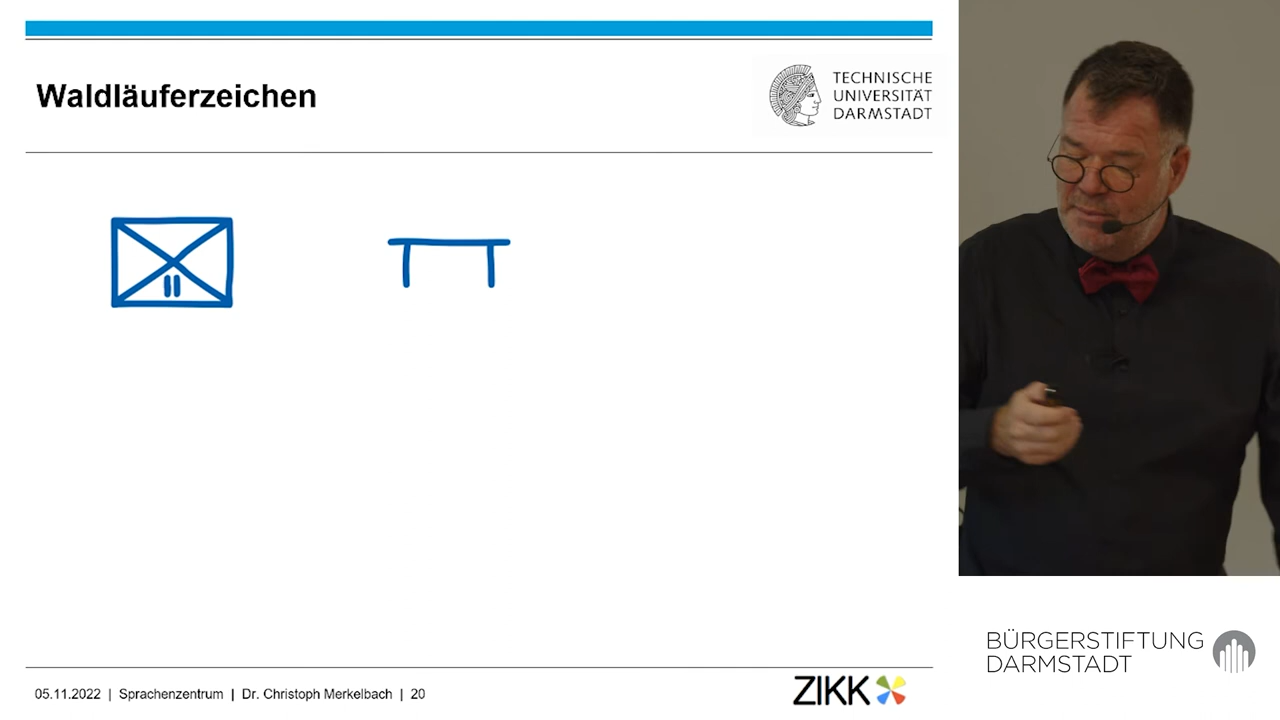 Waldläuferzeichen
TECHNISCHE
UNIVERSITÄT
DARMSTADT
05.11.2022 | Sprachenzentrum | Dr. Christoph Merkelbach | 20
ZIKK
BÜRGERSTIFTUNG
DARMSTADT